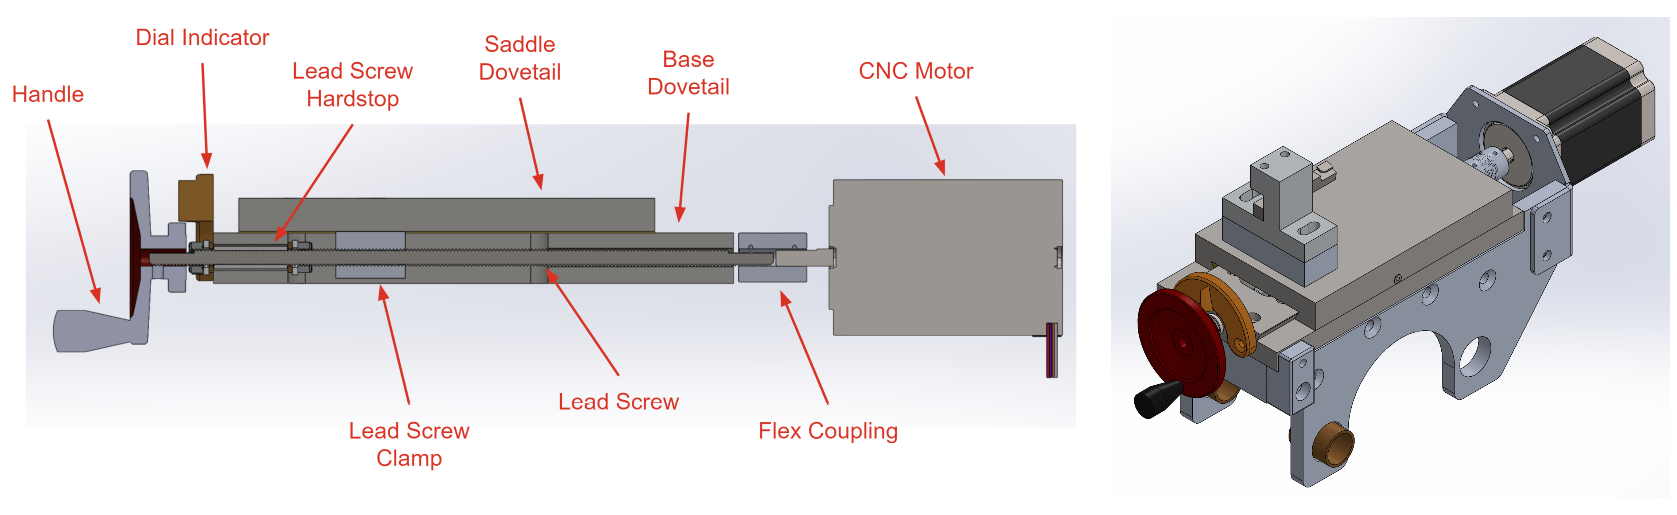 Dial Indicator
Saddle
Dovetail
Base
Dovetail
Lead Screw
Hardstop
CNC Motor
Handle
Lead Screw
Lead Screw
Clamp
Flex Coupling